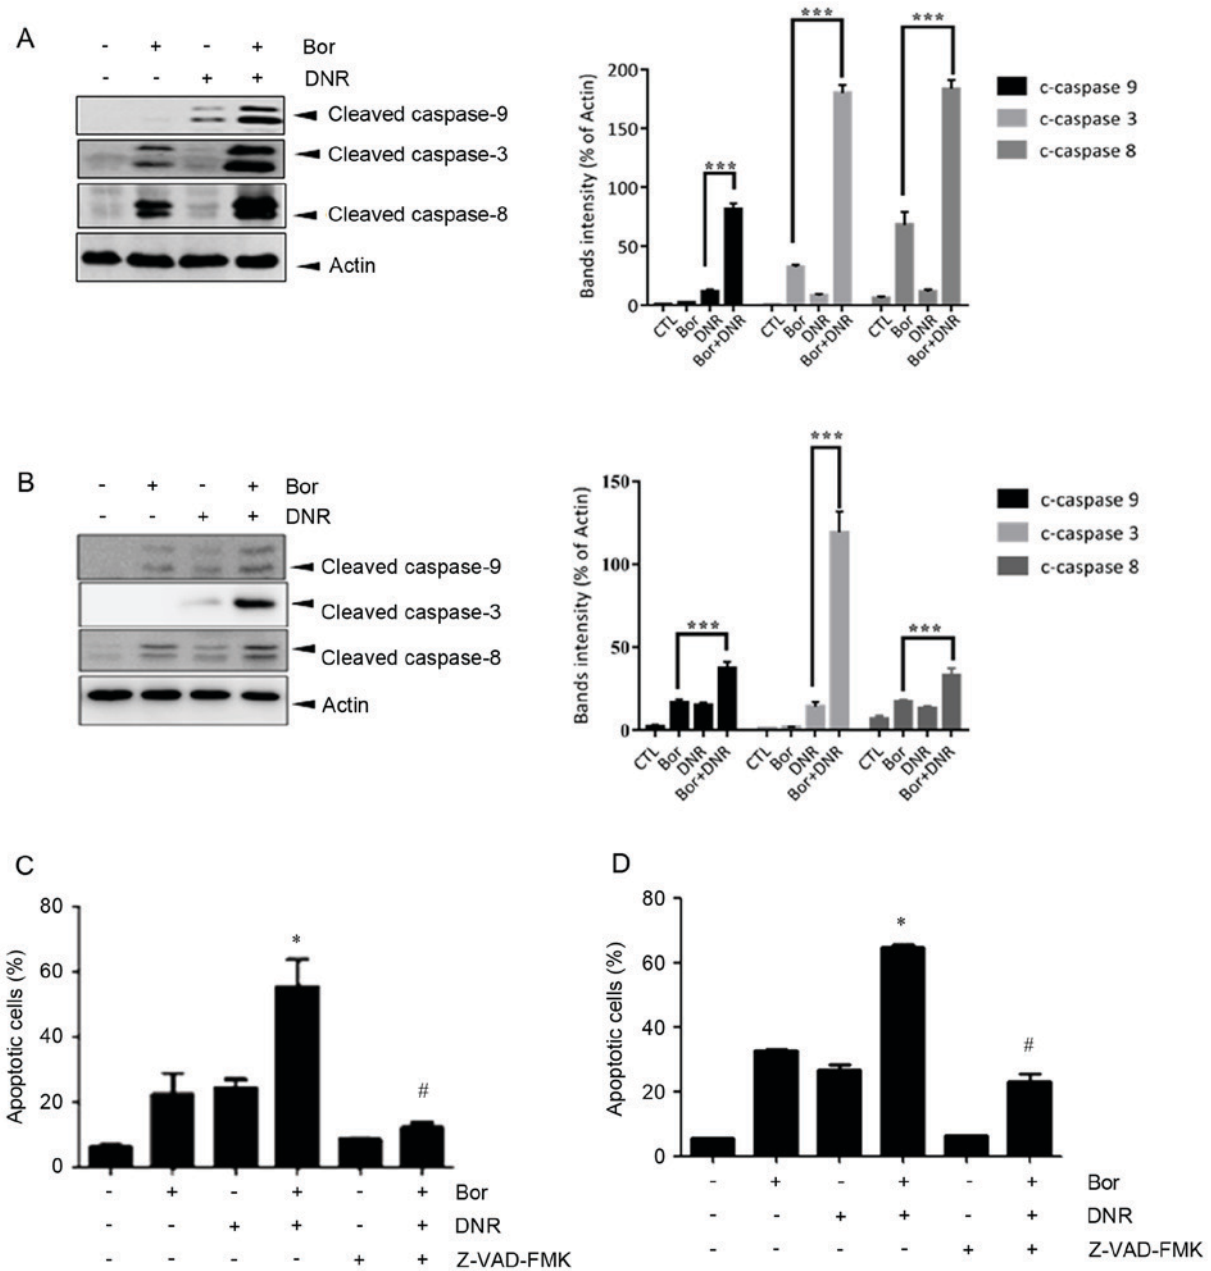 A
- + - + Bor
- - + + DNR
Cleaved caspase-9
Cleaved caspase-3
Cleaved caspase-8
Actin
Bands intensity (% of Actin)
200
150
100
50
0
***
***
***
CTL Bor DNR Bor+DNR CTL Bor DNR Bor+DNR CTL Bor DNR Bor+DNR
c-caspase 9
c-caspase 3
c-caspase 8
B
- + - + Bor
- - + + DNR
Cleaved caspase-9
Cleaved caspase-3
Cleaved caspase-8
Actin
Bands intensity (% of Actin)
150
100
50
0
***
***
***
CTL Bor DNR Bor+DNR CTL Bor DNR Bor+DNR CTL Bor DNR Bor+DNR
c-caspase 9
c-caspase 3
c-caspase 8
C
Apoptotic cells (%)
80
60
40
20
0
*
#
- + - + - + Bor
- - + + - + DNR
- - - - + + Z-VAD-FMK
D
Apoptotic cells (%)
80
60
40
20
0
*
#
- + - + - + Bor
- - + + - + DNR
- - - - + + Z-VAD-FMK